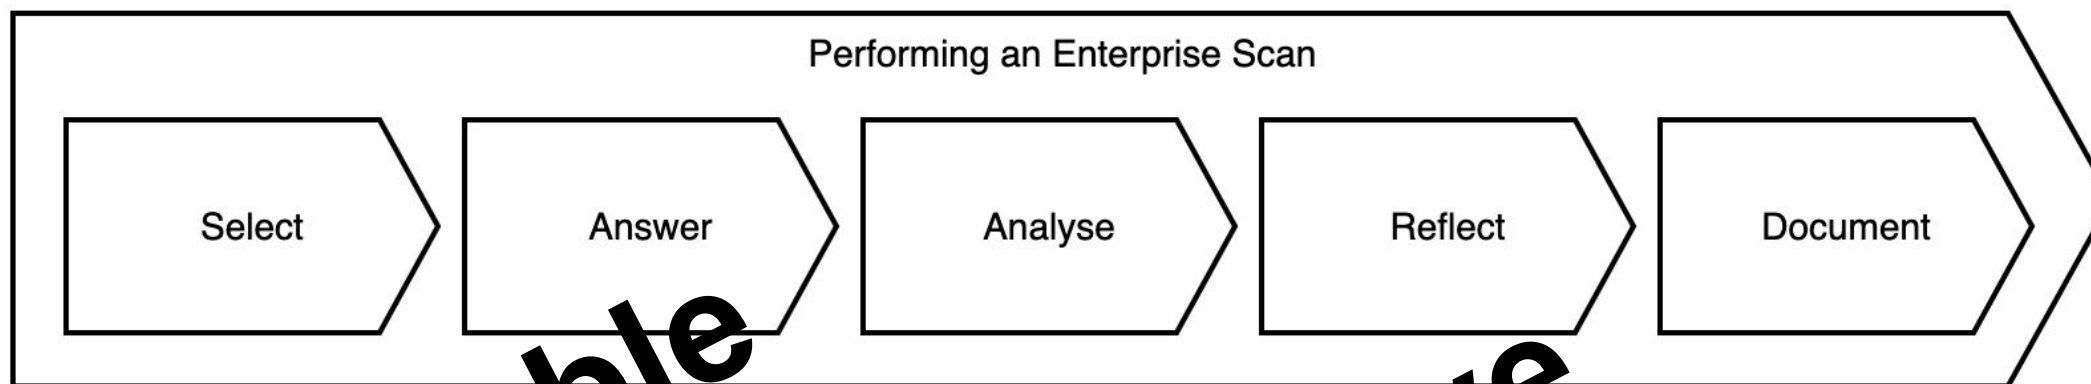 Performing an Enterprise Scan
Select
Answer
Analyse
Reflect
Document